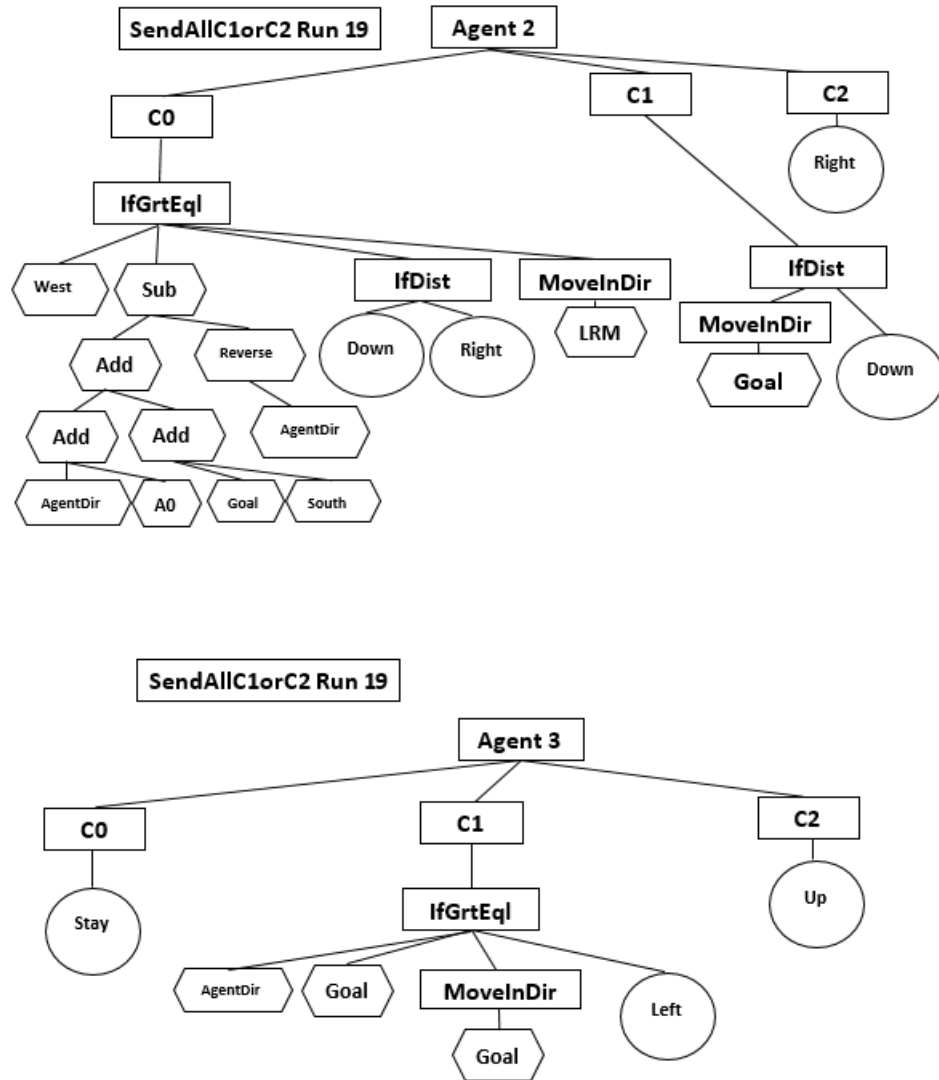 SendAllC1orC2 Run 19
Agent 2
C0
C1
C2
Right
IfGrtEql
West
Sub
IfDist
MoveInDir
IfDist
Down
Right
LRM
MoveInDir
Add
Reverse
Goal
Down
Add
Add
AgentDir
AgentDir
A0
Goal
South
SendAllC1orC2 Run 19
Agent 3
C0
C1
C2
Stay
IfGrtEql
Up
AgentDir
Goal
MoveInDir
Left
Goal